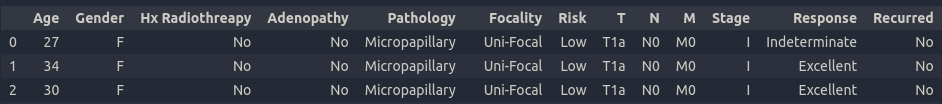 Age Gender Hx Radiothreapy Adenopathy Pathology Focality Risk T N M Stage Response Recurred
0 27 F No No Micropapillary Uni-Focal Low T1a N0 M0 I Indeterminate No
1 34 F No No Micropapillary Uni-Focal Low T1a N0 M0 I Excellent No
2 30 F No No Micropapillary Uni-Focal Low T1a N0 M0 I Excellent No